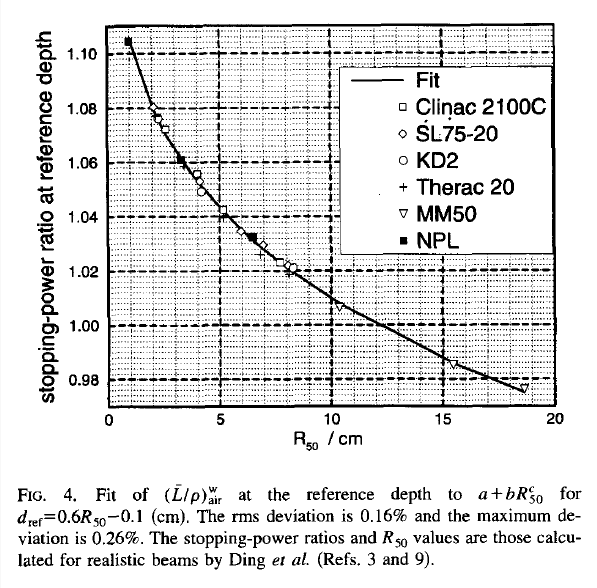 stopping-power ratio at reference depth
1.10
1.08
1.06
1.04
1.02
1.00
0.98
Fit
Clinac 2100C
SL75-20
KD2
Therac 20
MM50
NPL
0 5 10 15 20
R50 / cm
FIG. 4. Fit of (L̄/ρ)^w_air at the reference depth to a+bR^c_50 for
d_ref=0.6R50−0.1 (cm). The rms deviation is 0.16% and the maximum de-
viation is 0.26%. The stopping-power ratios and R50 values are those calcu-
lated for realistic beams by Ding et al. (Refs. 3 and 9).